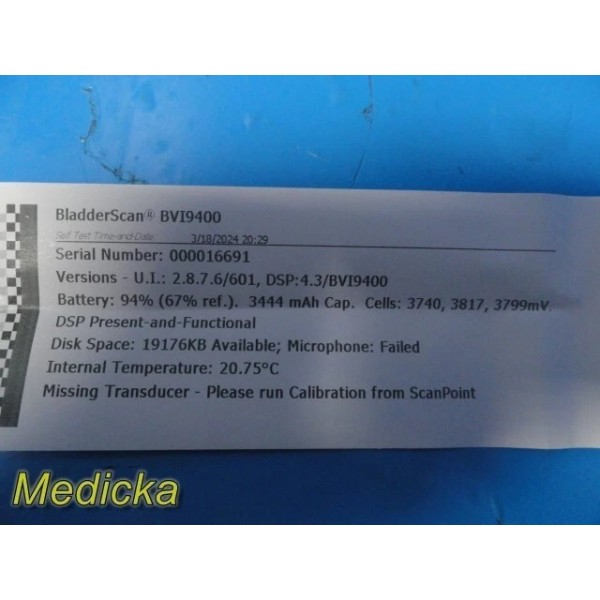 BladderScan® BVI9400
Self Test Time-and-Date 3/18/2024 20:29
Serial Number: 000016691
Versions - U.I.: 2.8.7.6/601, DSP:4.3/BVI9400
Battery: 94% (67% ref.). 3444 mAh Cap. Cells: 3740, 3817, 3799mV.
DSP Present-and-Functional
Disk Space: 19176KB Available; Microphone: Failed
Internal Temperature: 20.75°C
Missing Transducer - Please run Calibration from ScanPoint
Medicka